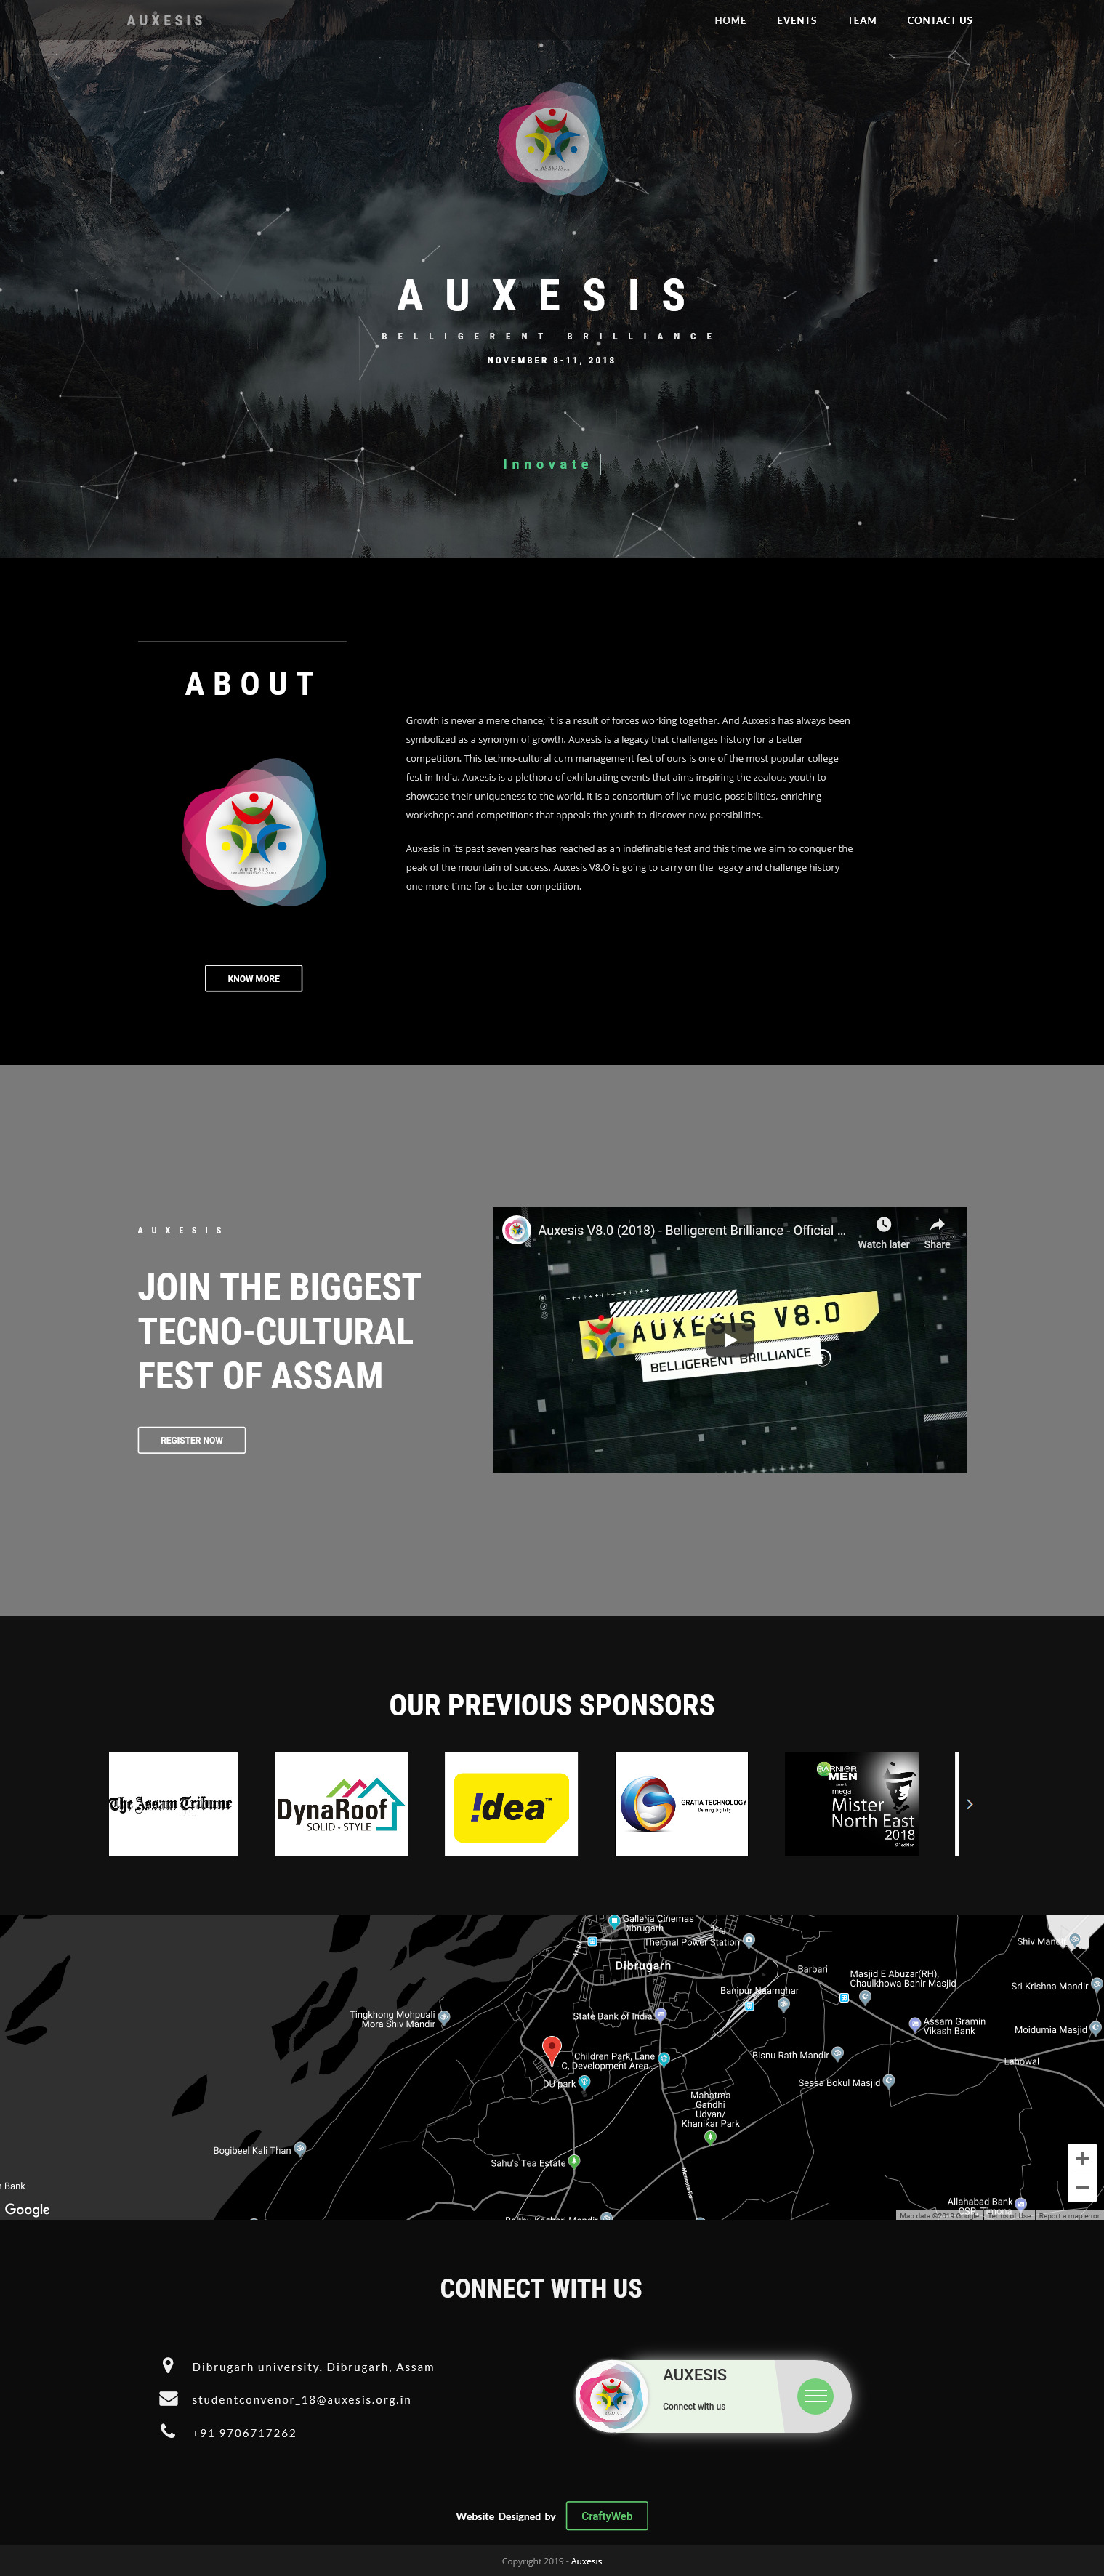 AUXESIS
HOME EVENTS TEAM CONTACT US
AUXESIS
AUXESIS
BELLIGERENT BRILLIANCE
NOVEMBER 8-11, 2018
Innovate
ABOUT
Growth is never a mere chance; it is a result of forces working together. And Auxesis has always been
symbolized as a synonym of growth. Auxesis is a legacy that challenges history for a better
competition. This techno-cultural cum management fest of ours is one of the most popular college
fest in India. Auxesis is a plethora of exhilarating events that aims inspiring the zealous youth to
showcase their uniqueness to the world. It is a consortium of live music, possibilities, enriching
workshops and competitions that appeals the youth to discover new possibilities.
Auxesis in its past seven years has reached as an indefinable fest and this time we aim to conquer the
peak of the mountain of success. Auxesis V8.O is going to carry on the legacy and challenge history
one more time for a better competition.
AUXESIS
KNOW MORE
AUXESIS
JOIN THE BIGGEST
TECNO-CULTURAL
FEST OF ASSAM
REGISTER NOW
Auxesis V8.0 (2018) - Belligerent Brilliance - Official ...
Watch later
Share
AUXESIS V8.0
BELLIGERENT BRILLIANCE
OUR PREVIOUS SPONSORS
The Assam Tribune
DynaRoof
SOLID • STYLE
!dea™
GRATIA TECHNOLOGY
Defining Digitally
GARNIER
MEN
presents
mega
Mister
North East
2018
Galleria Cinemas
Dibrugarh
Thermal Power Station
Shiv Mandir
Dibrugarh
Barbari
Masjid E Abuzar(RH),
Chaulkhowa Bahir Masjid
Sri Krishna Mandir
Banipur Naamghar
Tingkhong Mohpuali
Mora Shiv Mandir
State Bank of India
Assam Gramin
Vikash Bank
Moidumia Masjid
Children Park, Lane
- C, Development Area...
Bisnu Rath Mandir
Lahowal
DU park
Sessa Bokul Masjid
Mahatma
Gandhi
Udyan/
Khanikar Park
Bogibeel Kali Than
Sahu's Tea Estate
Mancotta Rd
n Bank
Allahabad Bank
Google
Map data ©2019 Google
Terms of Use
Report a map error
CONNECT WITH US
Dibrugarh university, Dibrugarh, Assam
studentconvenor_18@auxesis.org.in
+91 9706717262
AUXESIS
Connect with us
Website Designed by CraftyWeb
Copyright 2019 - Auxesis